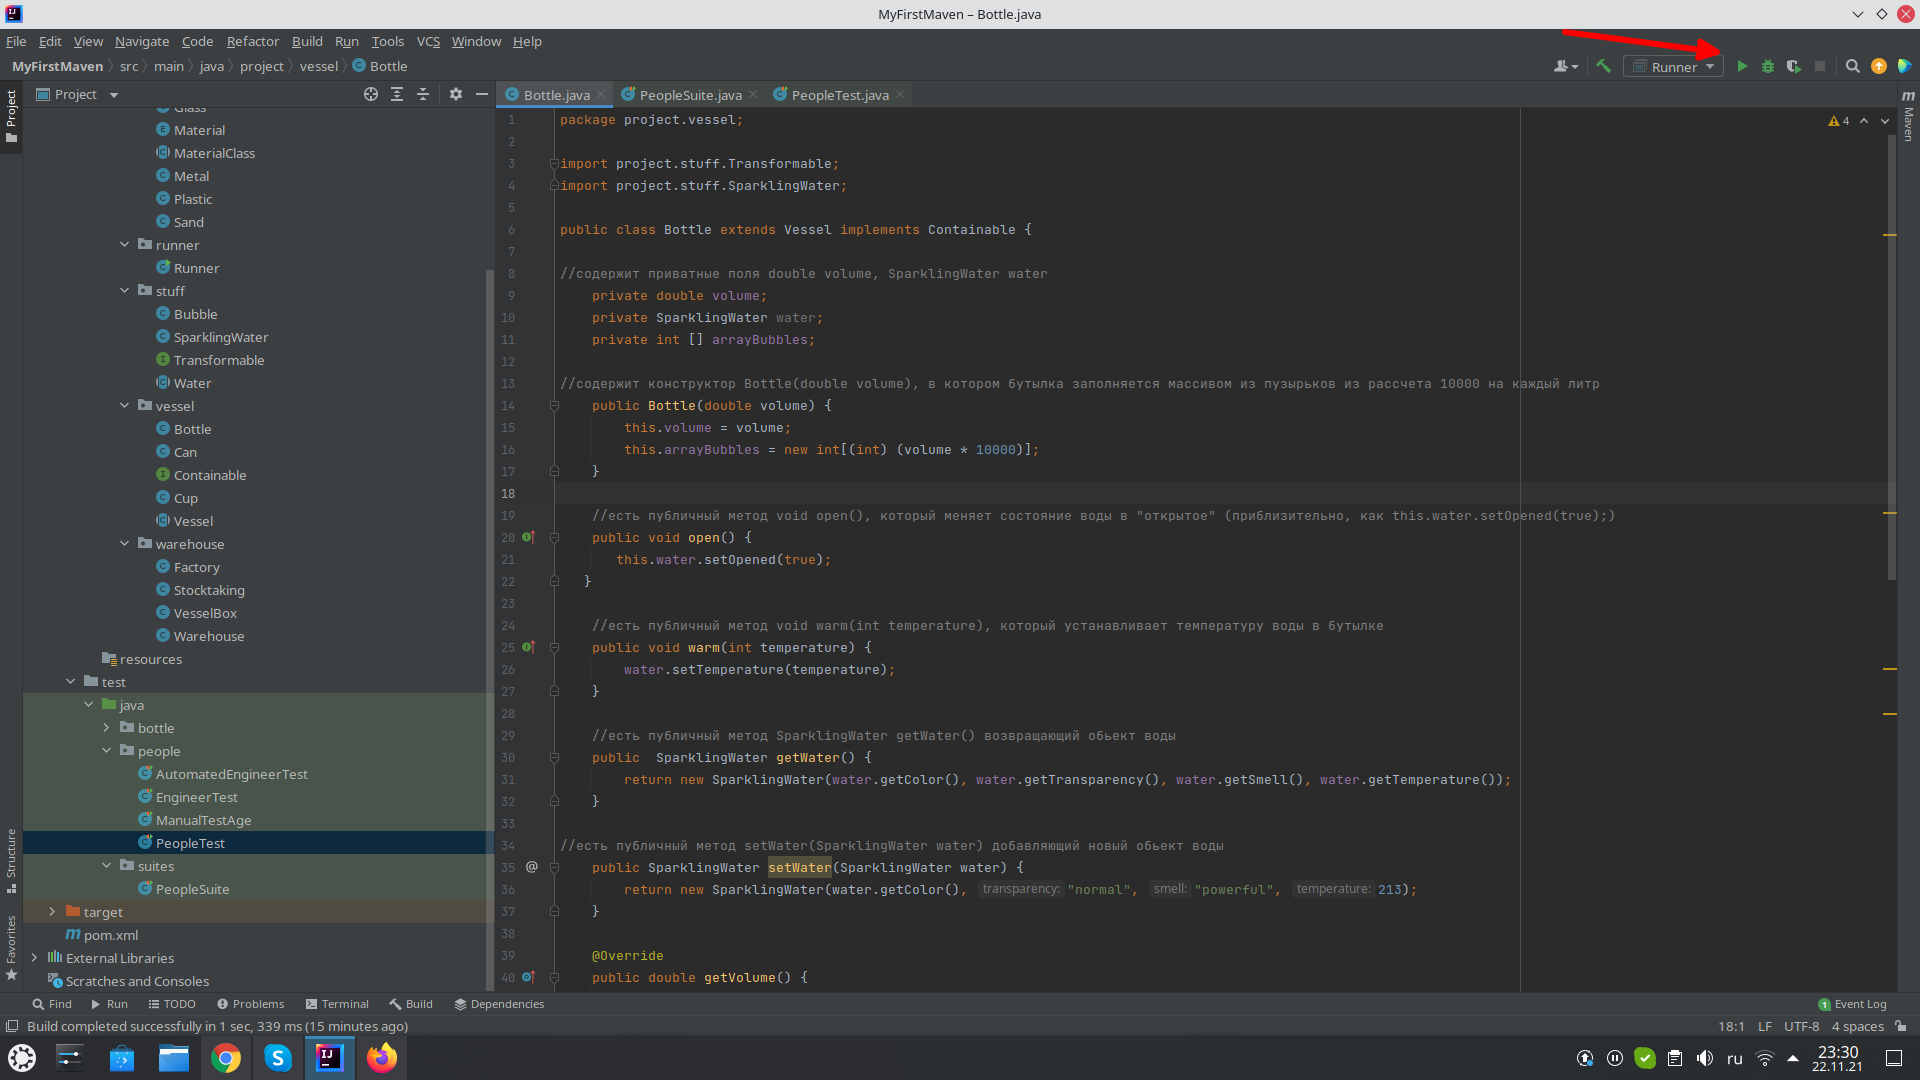 MyFirstMaven – Bottle.java
File Edit View Navigate Code Refactor Build Run Tools VCS Window Help
MyFirstMaven src main java project vessel Bottle
Runner
Project
Bottle.java PeopleSuite.java PeopleTest.java
Project
Structure
Favorites
Maven
Glass
Material
MaterialClass
Metal
Plastic
Sand
runner
Runner
stuff
Bubble
SparklingWater
Transformable
Water
vessel
Bottle
Can
Containable
Cup
Vessel
warehouse
Factory
Stocktaking
VesselBox
Warehouse
resources
test
java
bottle
people
AutomatedEngineerTest
EngineerTest
ManualTestAge
PeopleTest
suites
PeopleSuite
target
pom.xml
External Libraries
Scratches and Consoles
4
1 package project.vessel;
2
3 import project.stuff.Transformable;
4 import project.stuff.SparklingWater;
5
6 public class Bottle extends Vessel implements Containable {
7
8 //содержит приватные поля double volume, SparklingWater water
9 private double volume;
10 private SparklingWater water;
11 private int [] arrayBubbles;
12
13 //содержит конструктор Bottle(double volume), в котором бутылка заполняется массивом из пузырьков из рассчета 10000 на каждый литр
14 public Bottle(double volume) {
15 this.volume = volume;
16 this.arrayBubbles = new int[(int) (volume * 10000)];
17 }
18
19 //есть публичный метод void open(), который меняет состояние воды в "открытое" (приблизительно, как this.water.setOpened(true);)
20 public void open() {
21 this.water.setOpened(true);
22 }
23
24 //есть публичный метод void warm(int temperature), который устанавливает температуру воды в бутылке
25 public void warm(int temperature) {
26 water.setTemperature(temperature);
27 }
28
29 //есть публичный метод SparklingWater getWater() возвращающий обьект воды
30 public  SparklingWater getWater() {
31 return new SparklingWater(water.getColor(), water.getTransparency(), water.getSmell(), water.getTemperature());
32 }
33
34 //есть публичный метод setWater(SparklingWater water) добавляющий новый обьект воды
35 @ public SparklingWater setWater(SparklingWater water) {
36 return new SparklingWater(water.getColor(), transparency: "normal", smell: "powerful", temperature: 213);
37 }
38
39 @Override
40 public double getVolume() {
Find Run TODO Problems Terminal Build Dependencies 1 Event Log
Build completed successfully in 1 sec, 339 ms (15 minutes ago) 18:1 LF UTF-8 4 spaces
ru 23:30
22.11.21